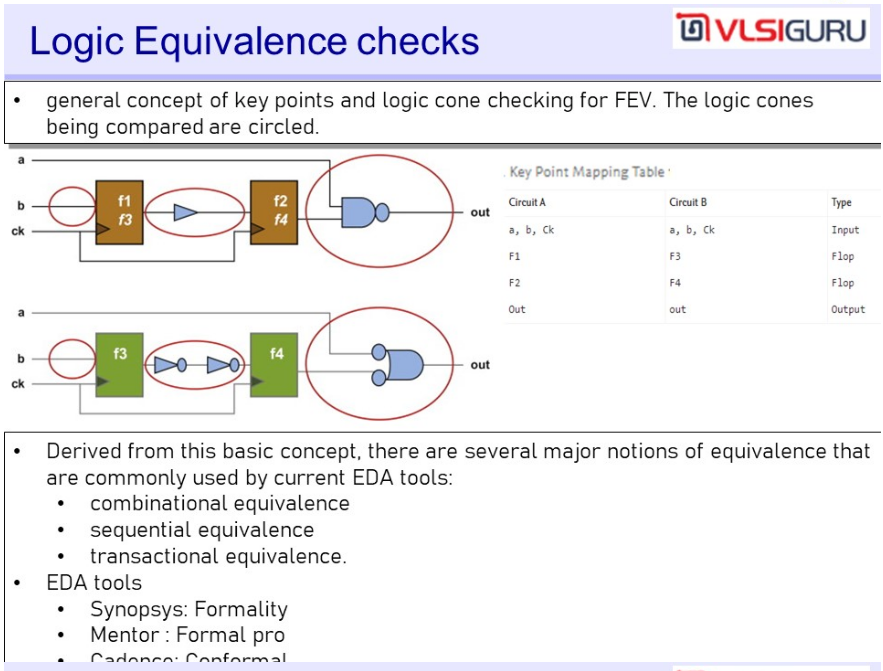 Logic Equivalence checks
VLSIGURU
• general concept of key points and logic cone checking for FEV. The logic cones
being compared are circled.
a
b
ck
f1
f3
f2
f4
out
. Key Point Mapping Table
Circuit A Circuit B Type
a, b, Ck a, b, Ck Input
F1 F3 Flop
F2 F4 Flop
Out out Output
a
b
ck
f3
f4
out
• Derived from this basic concept, there are several major notions of equivalence that
are commonly used by current EDA tools:
• combinational equivalence
• sequential equivalence
• transactional equivalence.
• EDA tools
• Synopsys: Formality
• Mentor : Formal pro
• Cadence: Conformal